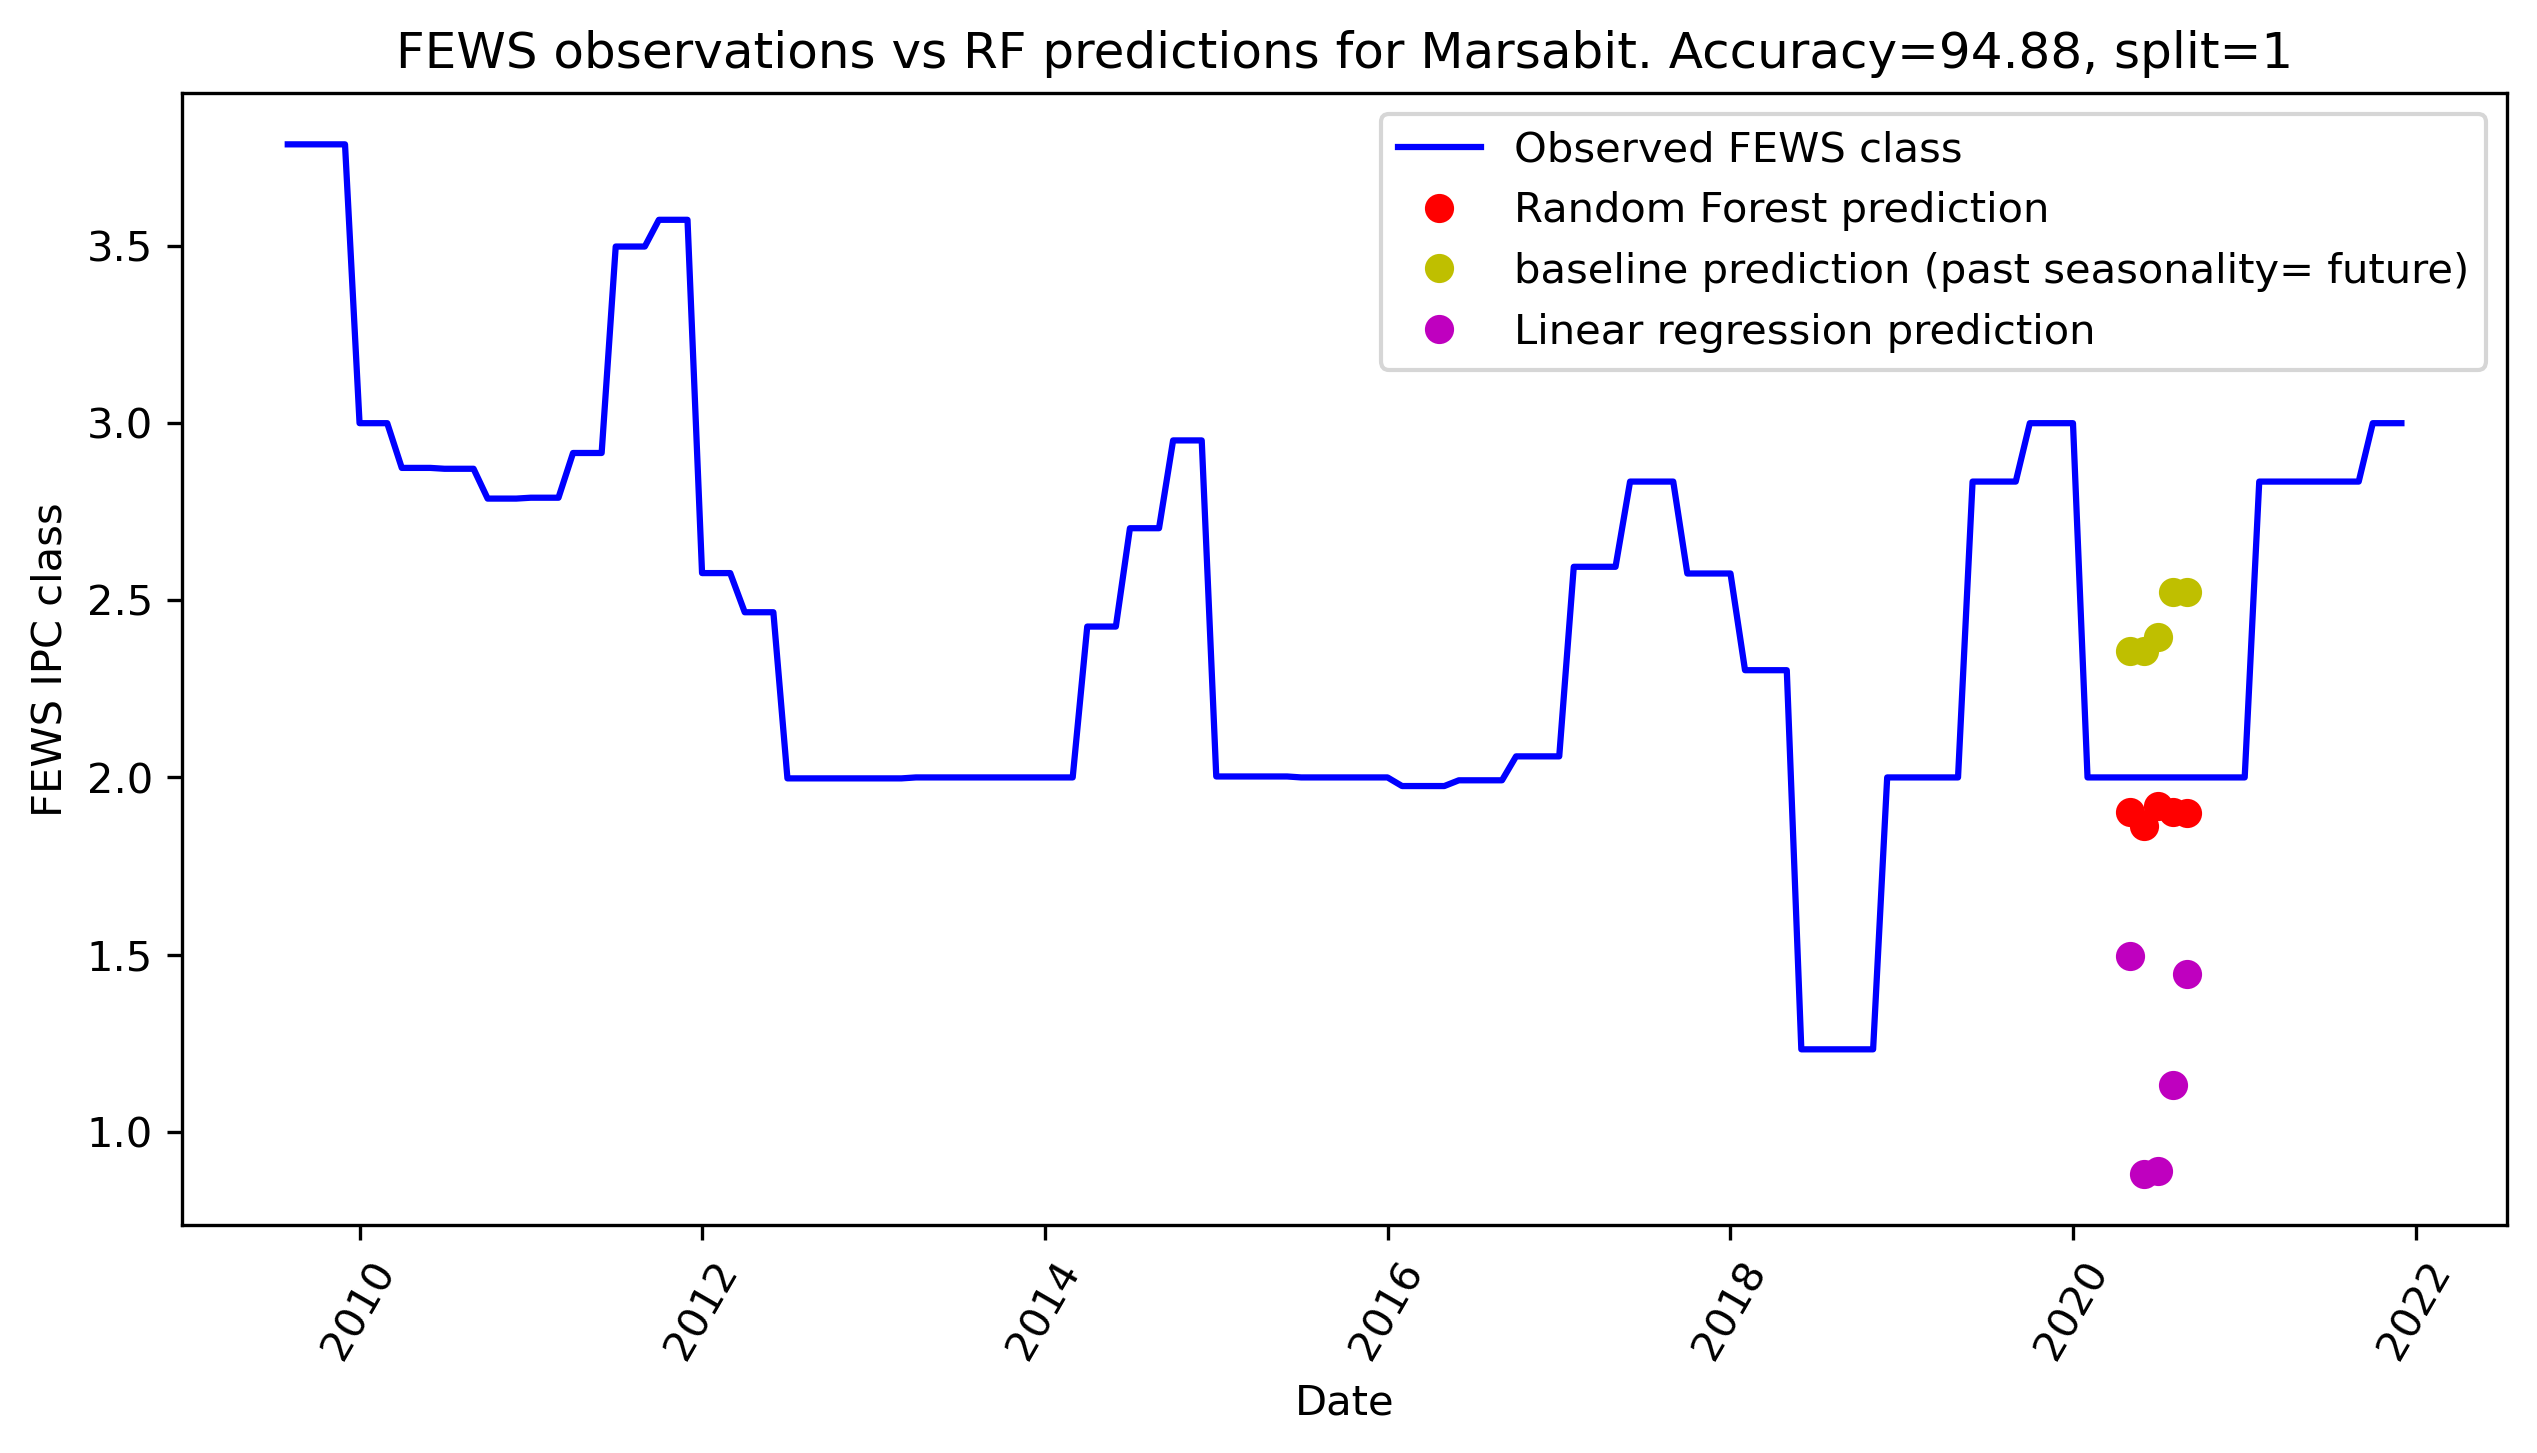 FEWS observations vs RF predictions for Marsabit. Accuracy=94.88, split=1
Observed FEWS class
Random Forest prediction
baseline prediction (past seasonality= future)
Linear regression prediction
FEWS IPC class
3.5
3.0
2.5
2.0
1.5
1.0
2010
2012
2014
2016
2018
2020
2022
Date